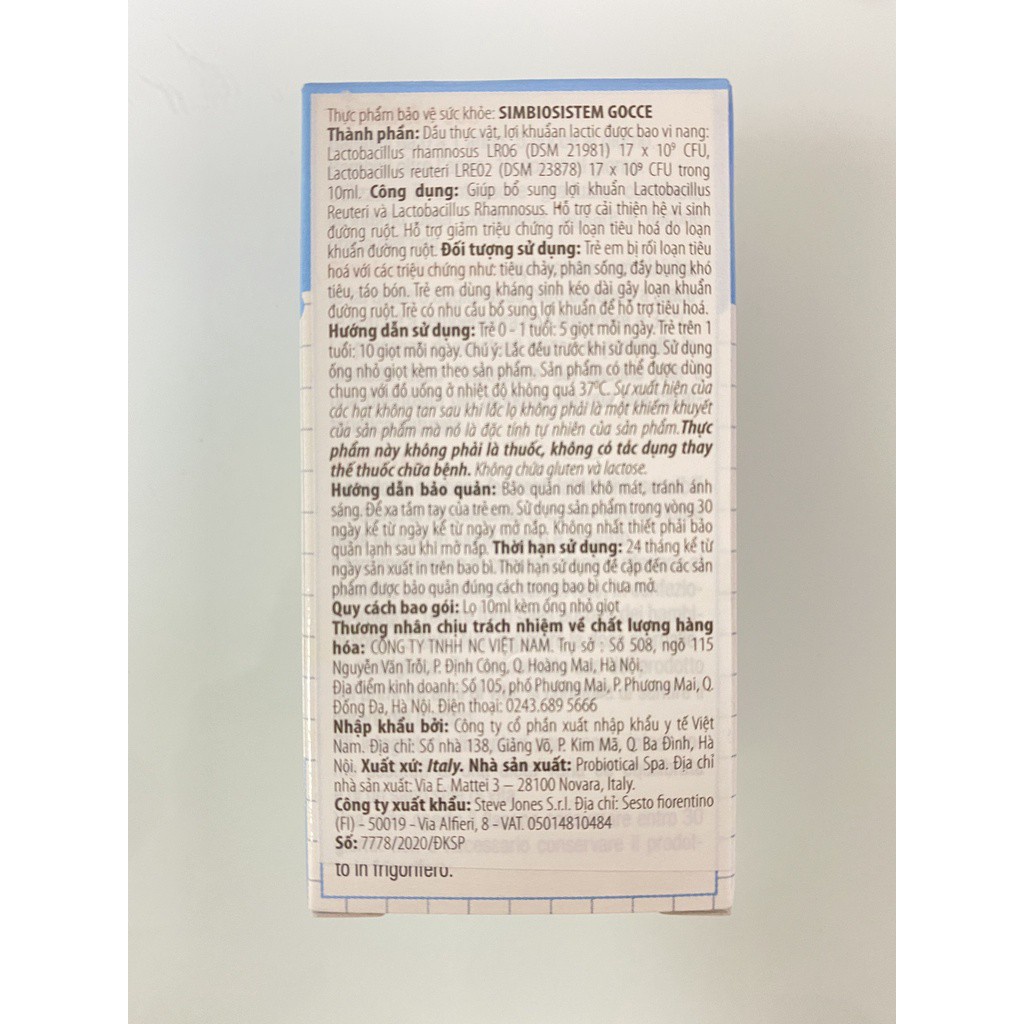 Thực phẩm bảo vệ sức khỏe: SIMBIOSISTEM GOCCE
Thành phần: Dầu thực vật, lợi khuẩan lactic được bao vi nang:
Lactobacillus rhamnosus LR06 (DSM 21981) 17 x 10⁹ CFU,
Lactobacillus reuteri LRE02 (DSM 23878) 17 x 10⁹ CFU trong
10ml. Công dụng: Giúp bổ sung lợi khuẩn Lactobacillus
Reuteri và Lactobacillus Rhamnosus. Hỗ trợ cải thiện hệ vi sinh
đường ruột. Hỗ trợ giảm triệu chứng rối loạn tiêu hoá do loạn
khuẩn đường ruột. Đối tượng sử dụng: Trẻ em bị rối loạn tiêu
hoá với các triệu chứng như: tiêu chảy, phân sống, đầy bụng khó
tiêu, táo bón. Trẻ em dùng kháng sinh kéo dài gây loạn khuẩn
đường ruột. Trẻ có nhu cầu bổ sung lợi khuẩn để hỗ trợ tiêu hoá.
Hướng dẫn sử dụng: Trẻ 0 - 1 tuổi: 5 giọt mỗi ngày. Trẻ trên 1
tuổi: 10 giọt mỗi ngày. Chú ý: Lắc đều trước khi sử dụng. Sử dụng
ống nhỏ giọt kèm theo sản phẩm. Sản phẩm có thể được dùng
chung với đồ uống ở nhiệt độ không quá 37⁰C. Sự xuất hiện của
các hạt không tan sau khi lắc lọ không phải là một khiếm khuyết
của sản phẩm mà nó là đặc tính tự nhiên của sản phẩm.Thực
phẩm này không phải là thuốc, không có tác dụng thay
thế thuốc chữa bệnh. Không chứa gluten và lactose.
Hướng dẫn bảo quản: Bảo quản nơi khô mát, tránh ánh
sáng. Để xa tầm tay của trẻ em. Sử dụng sản phẩm trong vòng 30
ngày kể từ ngày kể từ ngày mở nắp. Không nhất thiết phải bảo
quản lạnh sau khi mở nắp. Thời hạn sử dụng: 24 tháng kể từ
ngày sản xuất in trên bao bì. Thời hạn sử dụng đề cập đến các sản
phẩm được bảo quản đúng cách trong bao bì chưa mở.
Quy cách bao gói: Lọ 10ml kèm ống nhỏ giọt
Thương nhân chịu trách nhiệm về chất lượng hàng
hóa: CÔNG TY TNHH NC VIỆT NAM. Trụ sở : Số 508, ngõ 115
Nguyễn Văn Trỗi, P. Định Công, Q. Hoàng Mai, Hà Nội.
Địa điểm kinh doanh: Số 105, phố Phương Mai, P. Phương Mai, Q.
Đống Đa, Hà Nội. Điện thoại: 0243.689 5666
Nhập khẩu bởi: Công ty cổ phần xuất nhập khẩu y tế Việt
Nam. Địa chỉ: Số nhà 138, Giảng Võ, P. Kim Mã, Q. Ba Đình, Hà
Nội. Xuất xứ: Italy. Nhà sản xuất: Probiotical Spa. Địa chỉ
nhà sản xuất: Via E. Mattei 3 – 28100 Novara, Italy.
Công ty xuất khẩu: Steve Jones S.r.l. Địa chỉ: Sesto fiorentino
(FI) - 50019 - Via Alfieri, 8 - VAT. 05014810484
Số: 7778/2020/ĐKSP
to in frigorifero.